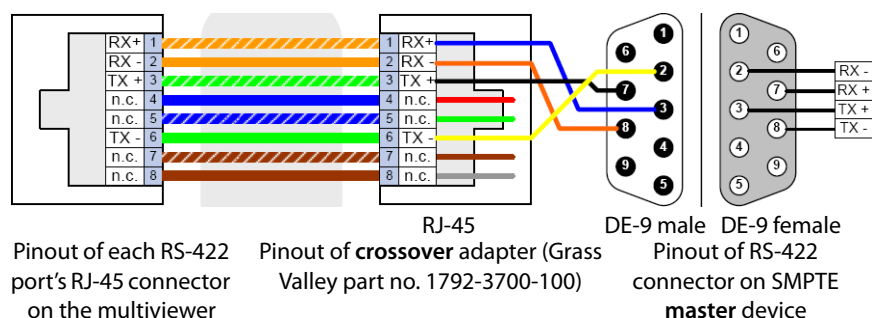 RX+ 1
RX - 2
TX + 3
n.c. 4
n.c. 5
TX - 6
n.c. 7
n.c. 8
1 RX+
2 RX -
3 TX +
4 n.c.
5 n.c.
6 TX -
7 n.c.
8 n.c.
1
6
2
7
3
8
4
9
5
1
6
2
7
3
8
4
9
5
RX -
RX +
TX +
TX -
RJ-45
DE-9 male DE-9 female
Pinout of each RS-422
port's RJ-45 connector
on the multiviewer
Pinout of crossover adapter (Grass
Valley part no. 1792-3700-100)
Pinout of RS-422
connector on SMPTE
master device